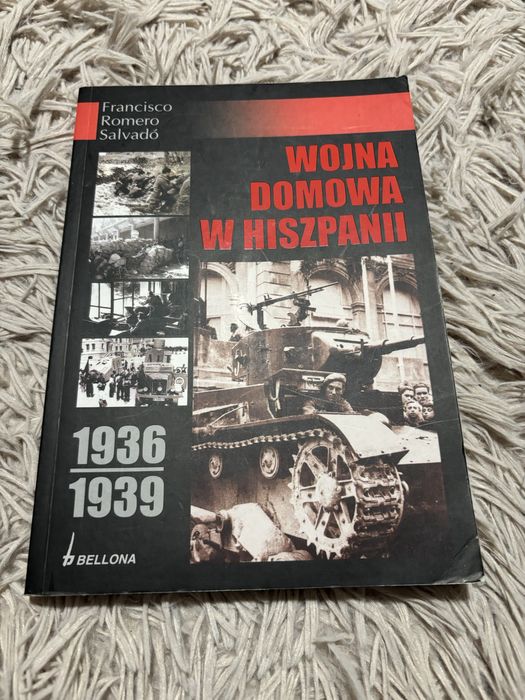 Francisco
Romero
Salvadó
WOJNA
DOMOWA
W HISZPANII
1936
1939
BELLONA